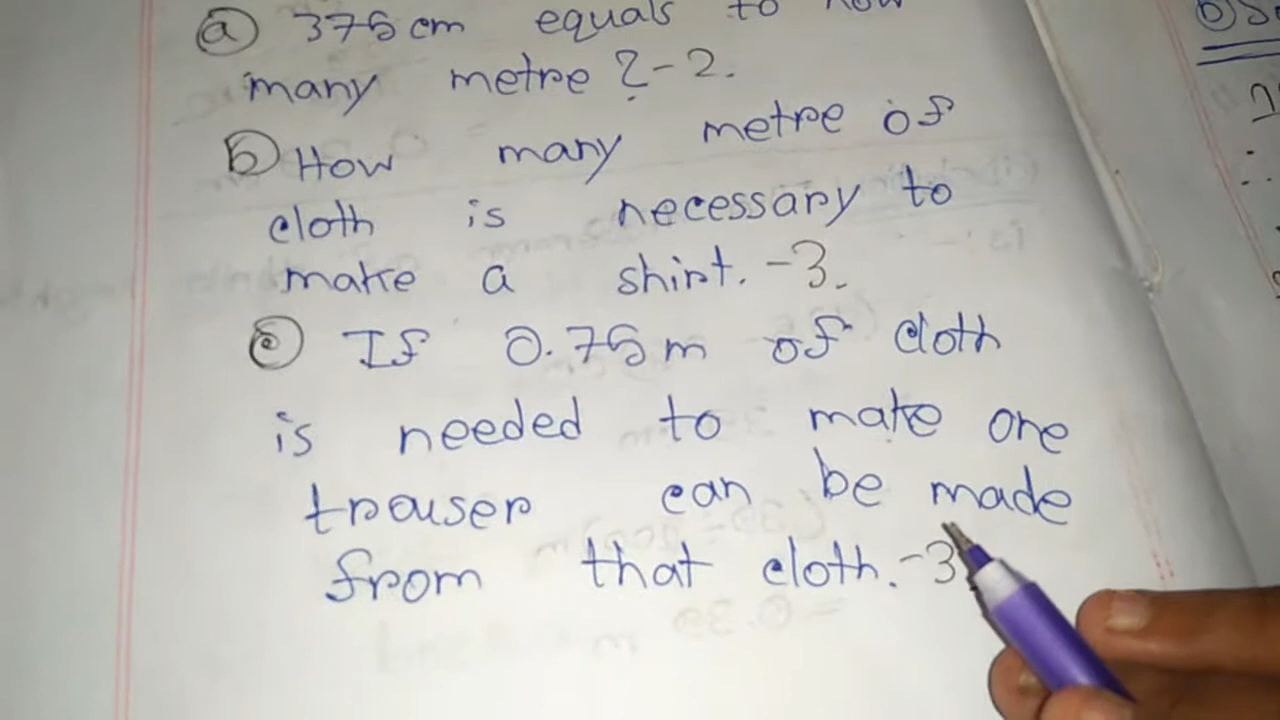 a 375 cm equals to how
many metre ? - 2.
b How many metre of
cloth is necessary to
make a shirt. - 3.
c If 0.75 m of cloth
is needed to make one
trouser can be made
from that cloth. - 3